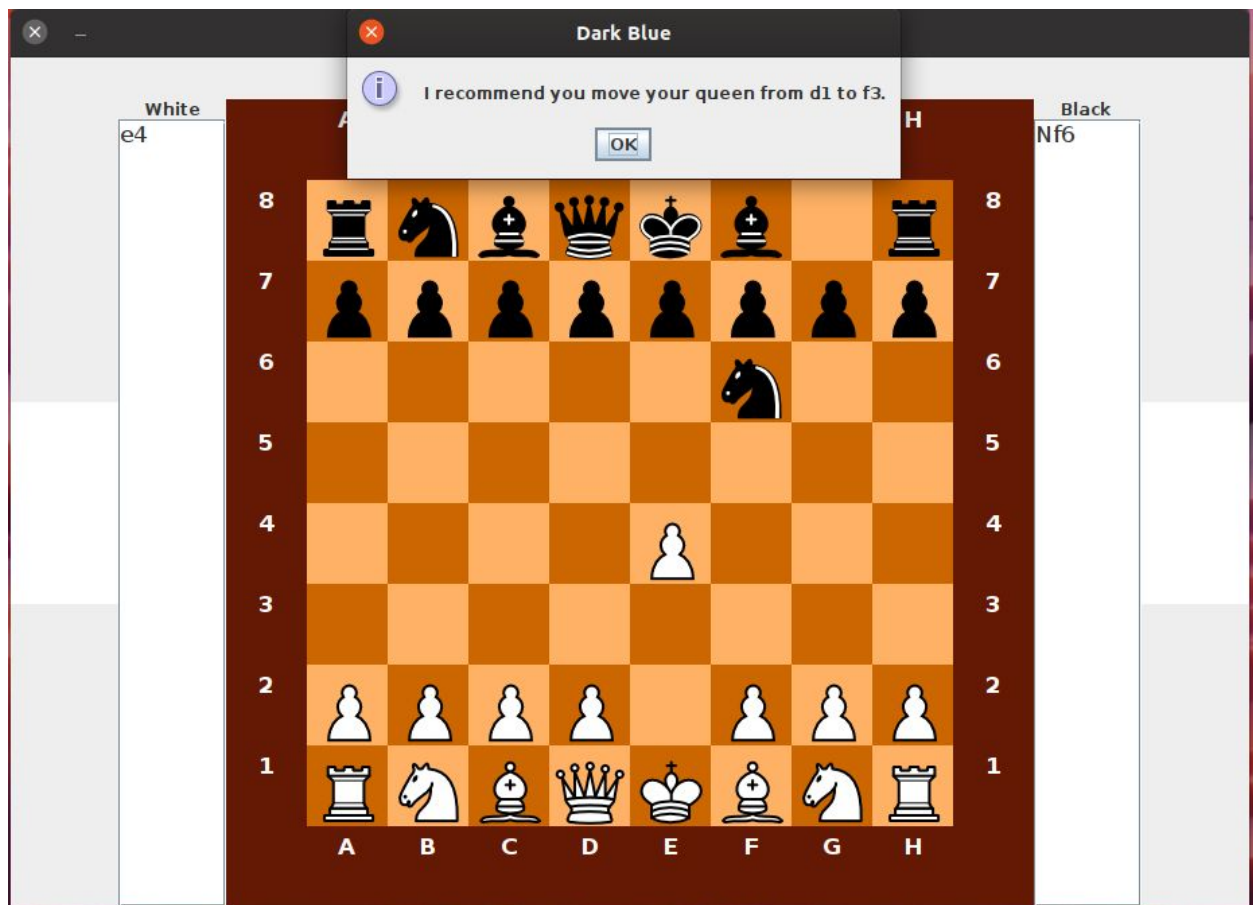 Dark Blue
I recommend you move your queen from d1 to f3.
OK
White
Black
H
e4
Nf6
8 8
7 7
6 6
5 5
4 4
3 3
2 2
1 1
A B C D E F G H